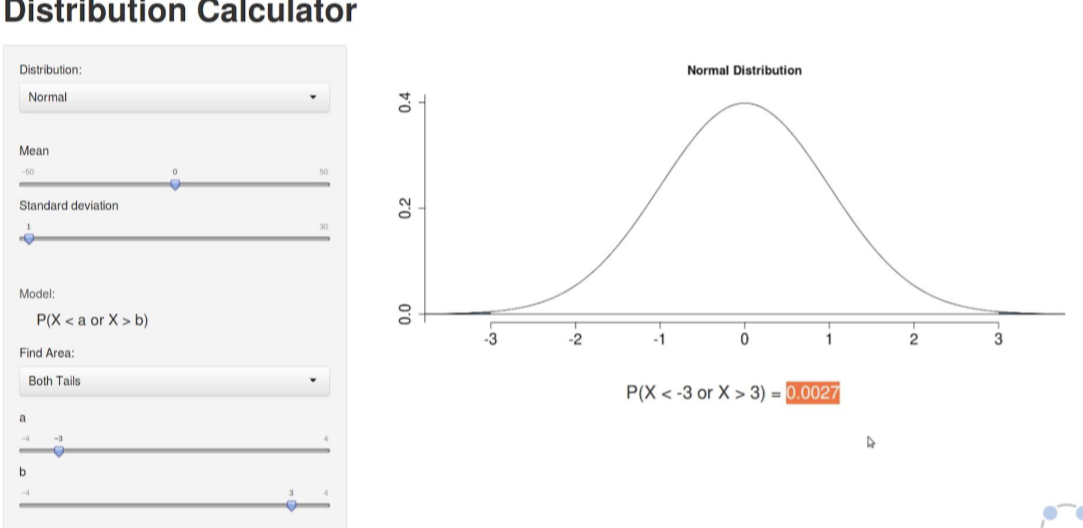 Distribution Calculator
Distribution:
Normal
Mean
-50 0 50
Standard deviation
1 30
Model:
P(X < a or X > b)
Find Area:
Both Tails
a
-4 -3 4
b
-4 3 4
Normal Distribution
0.4
0.2
0.0
-3 -2 -1 0 1 2 3
P(X < -3 or X > 3) = 0.0027